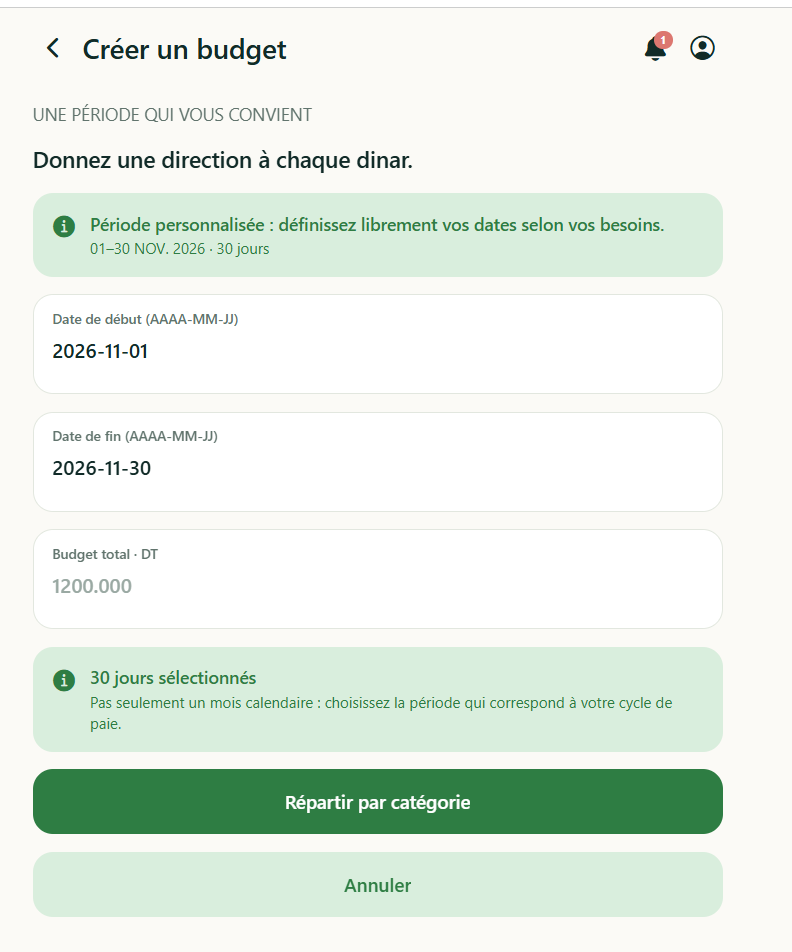 Créer un budget
1
UNE PÉRIODE QUI VOUS CONVIENT
Donnez une direction à chaque dinar.
Période personnalisée : définissez librement vos dates selon vos besoins.
01–30 NOV. 2026 · 30 jours
Date de début (AAAA-MM-JJ)
2026-11-01
Date de fin (AAAA-MM-JJ)
2026-11-30
Budget total · DT
1200.000
30 jours sélectionnés
Pas seulement un mois calendaire : choisissez la période qui correspond à votre cycle de
paie.
Répartir par catégorie
Annuler